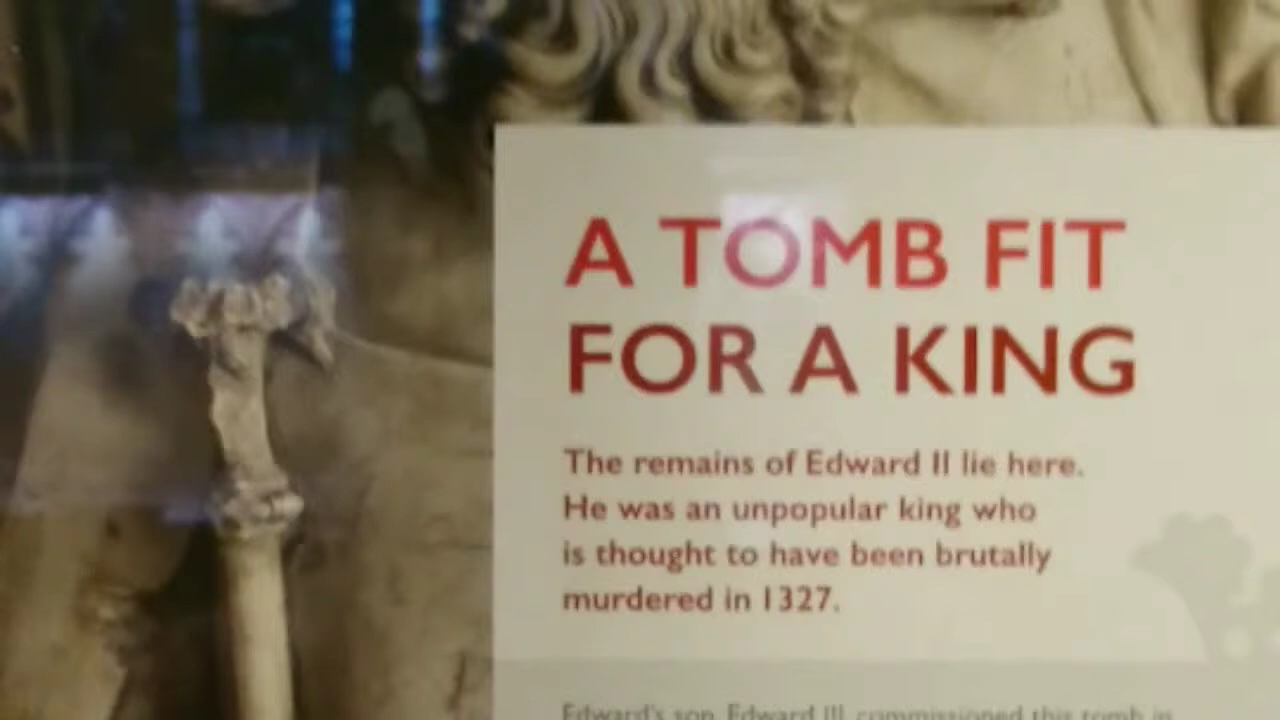 A TOMB FIT
FOR A KING
The remains of Edward II lie here.
He was an unpopular king who
is thought to have been brutally
murdered in 1327.
Edward's son, Edward III, commissioned this tomb in